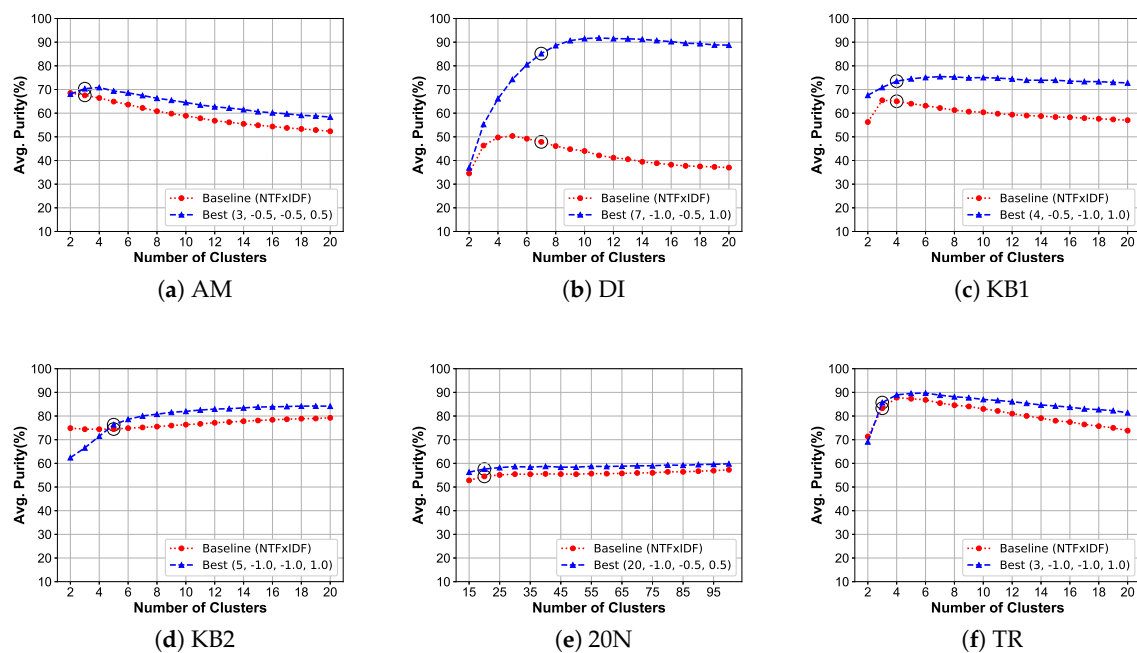 100
90
80
70
60
50
40
30
20
10
Avg. Purity(%)
Baseline (NTFxIDF)
Best (3, -0.5, -0.5, 0.5)
2 4 6 8 10 12 14 16 18 20
Number of Clusters
(a) AM
100
90
80
70
60
50
40
30
20
10
Avg. Purity(%)
Baseline (NTFxIDF)
Best (7, -1.0, -0.5, 1.0)
2 4 6 8 10 12 14 16 18 20
Number of Clusters
(b) DI
100
90
80
70
60
50
40
30
20
10
Avg. Purity(%)
Baseline (NTFxIDF)
Best (4, -0.5, -1.0, 1.0)
2 4 6 8 10 12 14 16 18 20
Number of Clusters
(c) KB1
100
90
80
70
60
50
40
30
20
10
Avg. Purity(%)
Baseline (NTFxIDF)
Best (5, -1.0, -1.0, 1.0)
2 4 6 8 10 12 14 16 18 20
Number of Clusters
(d) KB2
100
90
80
70
60
50
40
30
20
10
Avg. Purity(%)
Baseline (NTFxIDF)
Best (20, -1.0, -0.5, 0.5)
15 25 35 45 55 65 75 85 95
Number of Clusters
(e) 20N
100
90
80
70
60
50
40
30
20
10
Avg. Purity(%)
Baseline (NTFxIDF)
Best (3, -1.0, -1.0, 1.0)
2 4 6 8 10 12 14 16 18 20
Number of Clusters
(f) TR